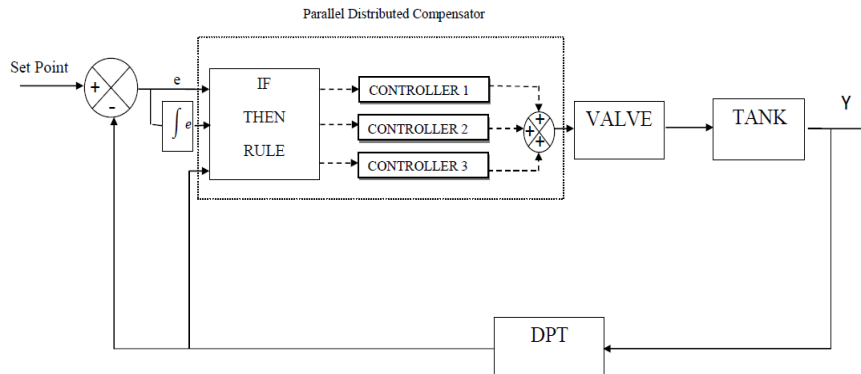 Parallel Distributed Compensator
Set Point
+
-
e
∫ e
IF
THEN
RULE
CONTROLLER 1
CONTROLLER 2
CONTROLLER 3
+
+
+
VALVE
TANK
Y
DPT